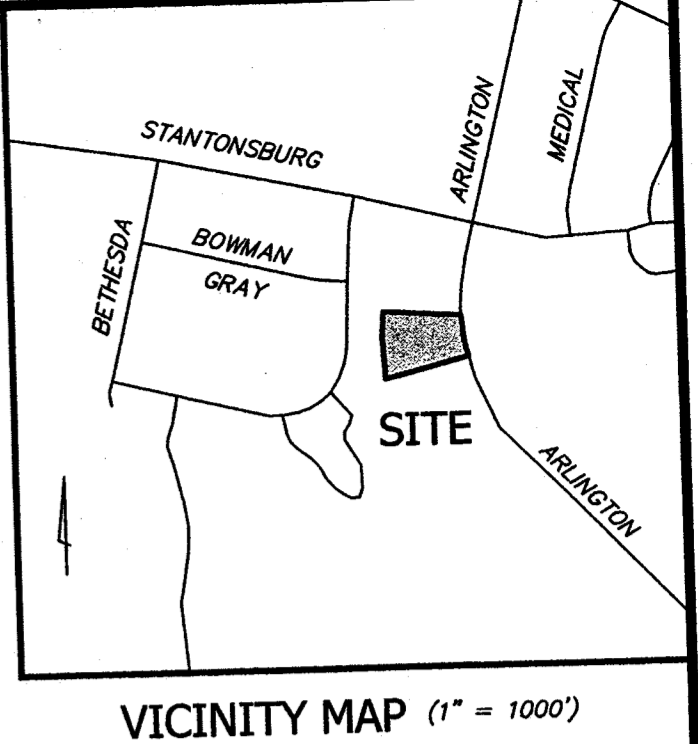 STANTONSBURG
ARLINGTON
MEDICAL
BETHESDA
BOWMAN
GRAY
SITE
ARLINGTON
VICINITY MAP (1" = 1000')